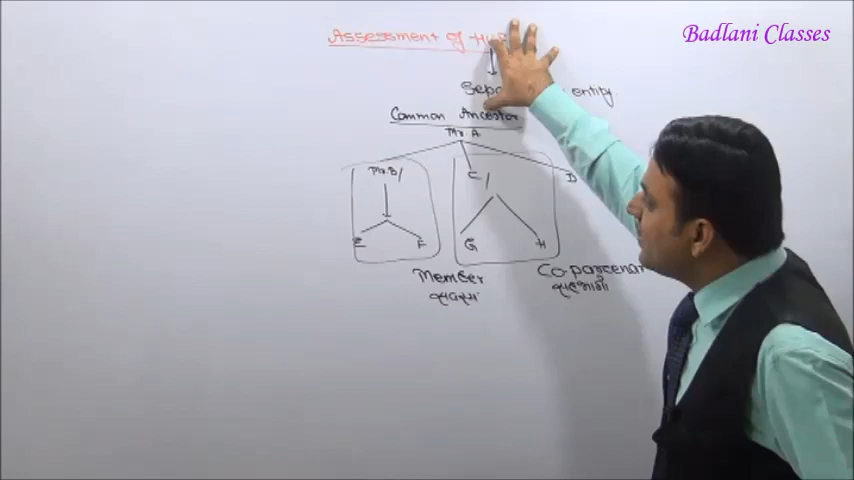 Badlani Classes
Assessment of
entity.
Common Ancestor
Mr. A
Mr. B
C
D
E
F
G
H
Member
Co-parcenar